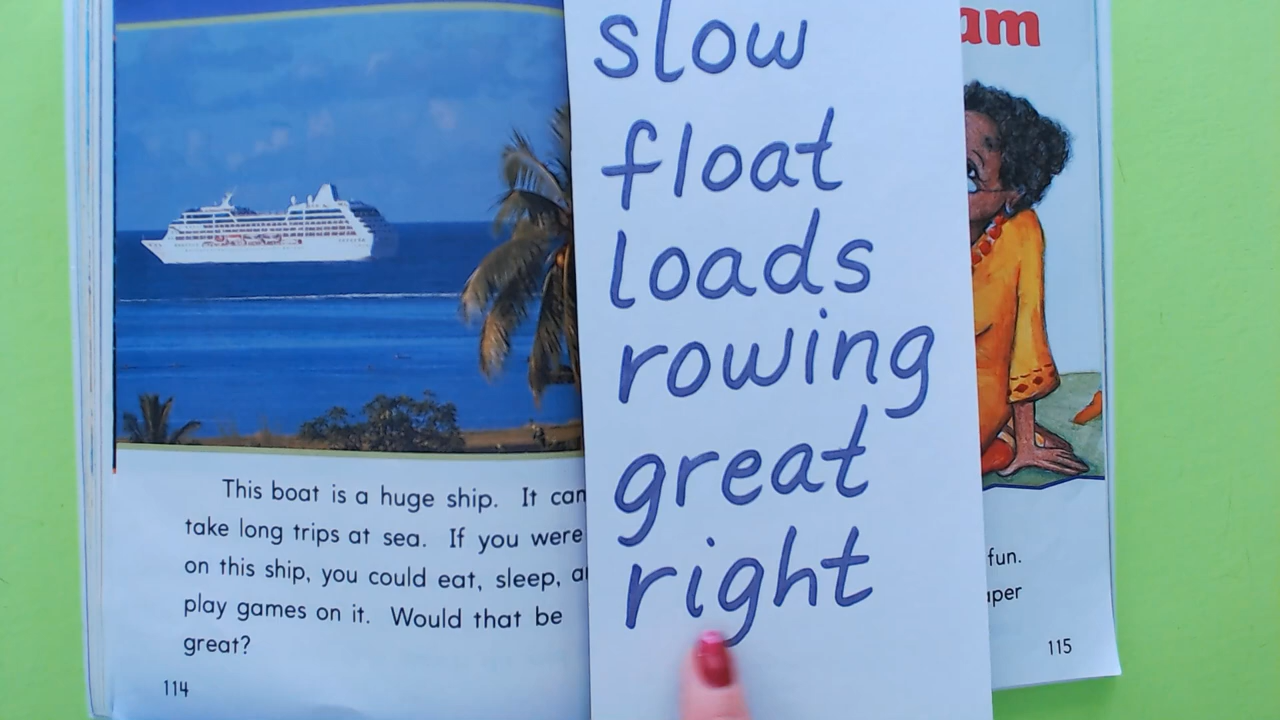 This boat is a huge ship. It can
take long trips at sea. If you were
on this ship, you could eat, sleep,
play games on it. Would that be
great?
114
slow
float
loads
rowing
great
right
am
fun.
aper
115